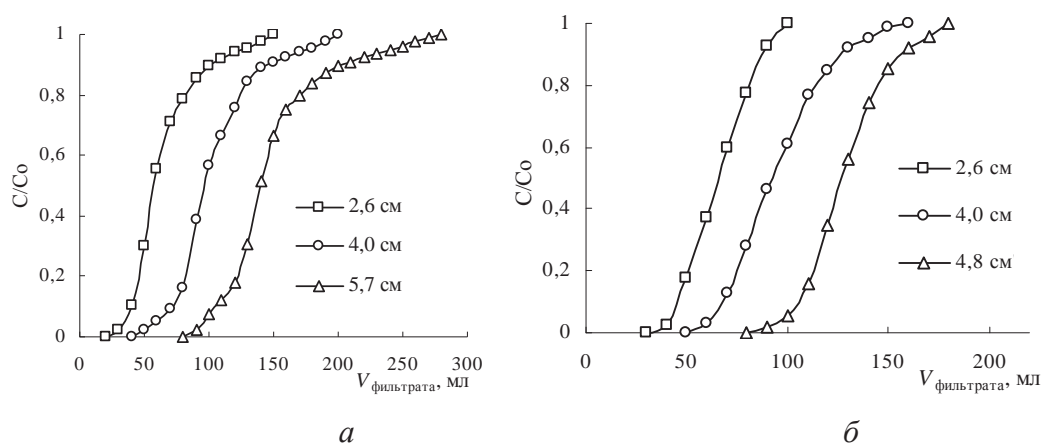 C/Co
1
0,8
0,6
0,4
0,2
0
0 50 100 150 200 250 300
V фильтрата, мл
2,6 см
4,0 см
5,7 см
а
C/Co
1
0,8
0,6
0,4
0,2
0
0 50 100 150 200
V фильтрата, мл
2,6 см
4,0 см
4,8 см
б